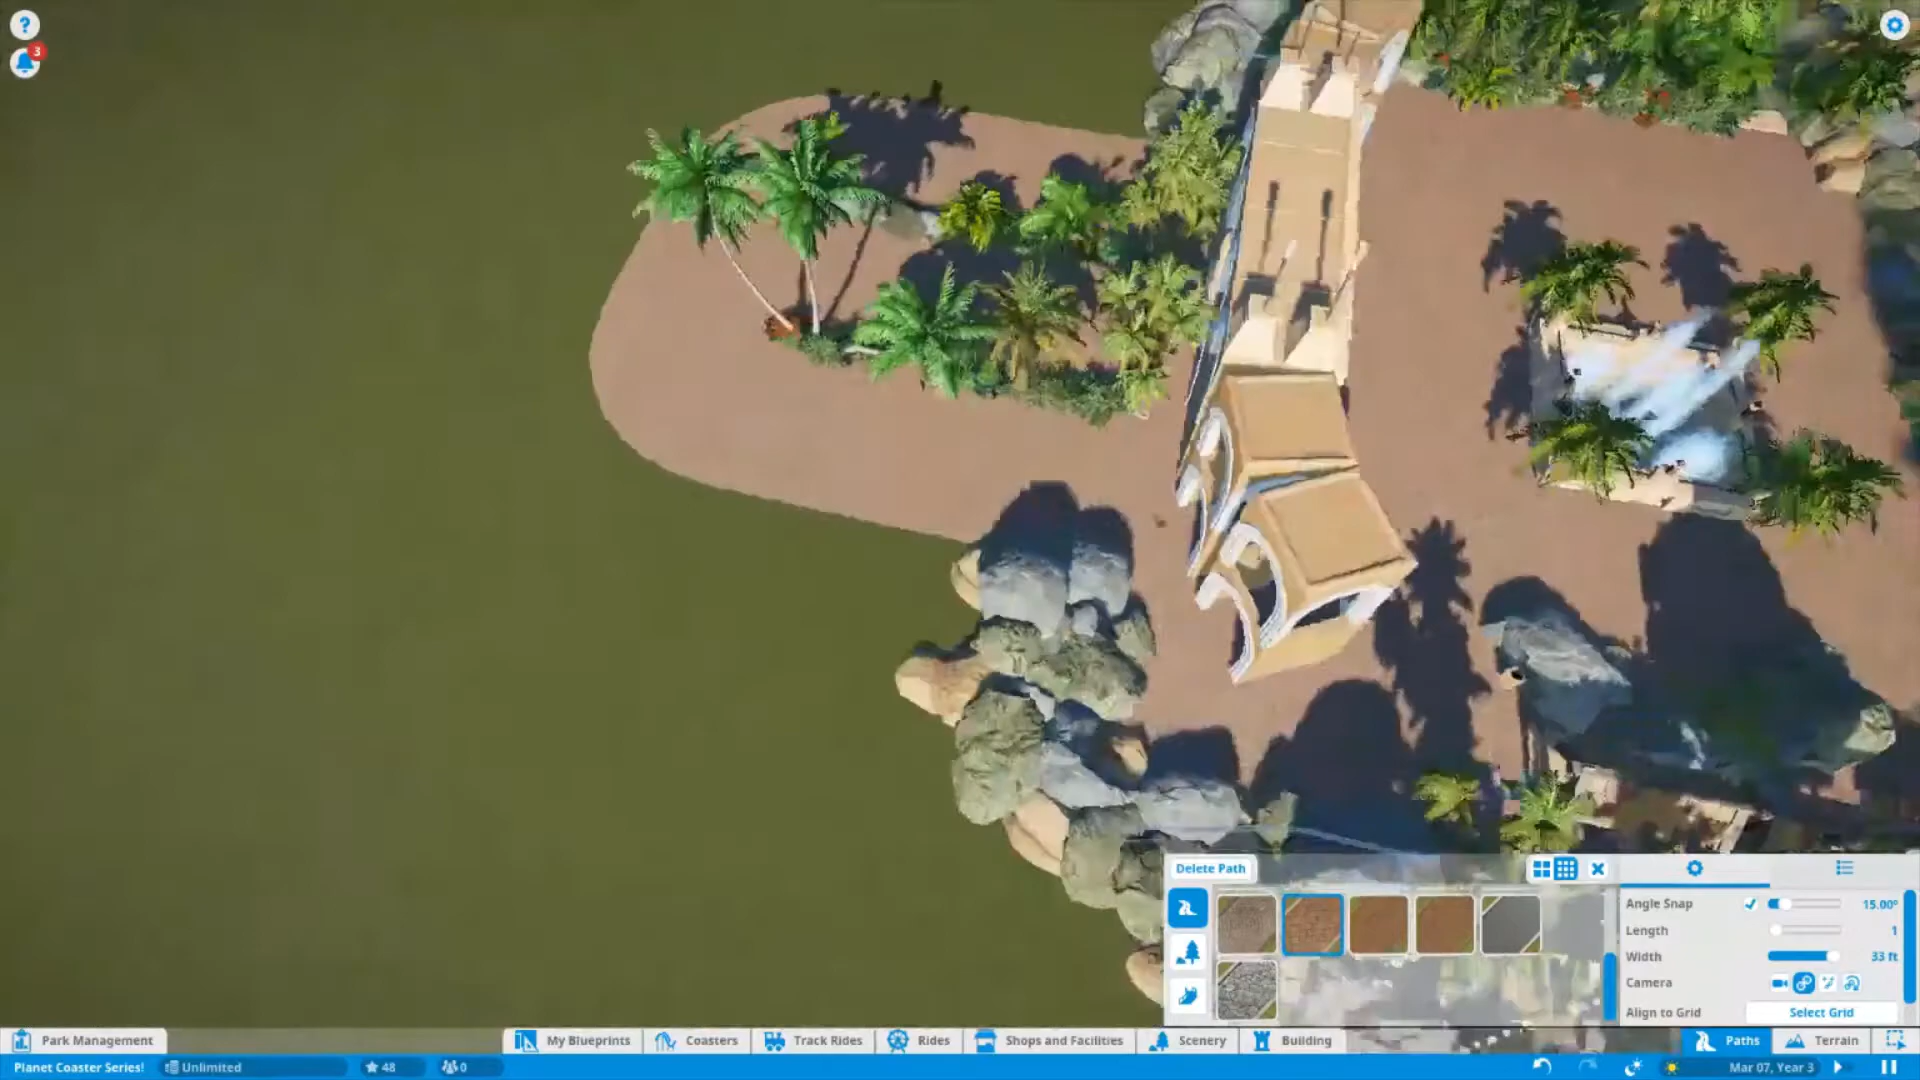 ?
3
Delete Path
Angle Snap 15.00°
Length 1
Width 33 ft
Camera
Align to Grid Select Grid
Park Management My Blueprints Coasters Track Rides Rides Shops and Facilities Scenery Building Paths Terrain
Planet Coaster Series! Unlimited 48 0 Mar 07, Year 3